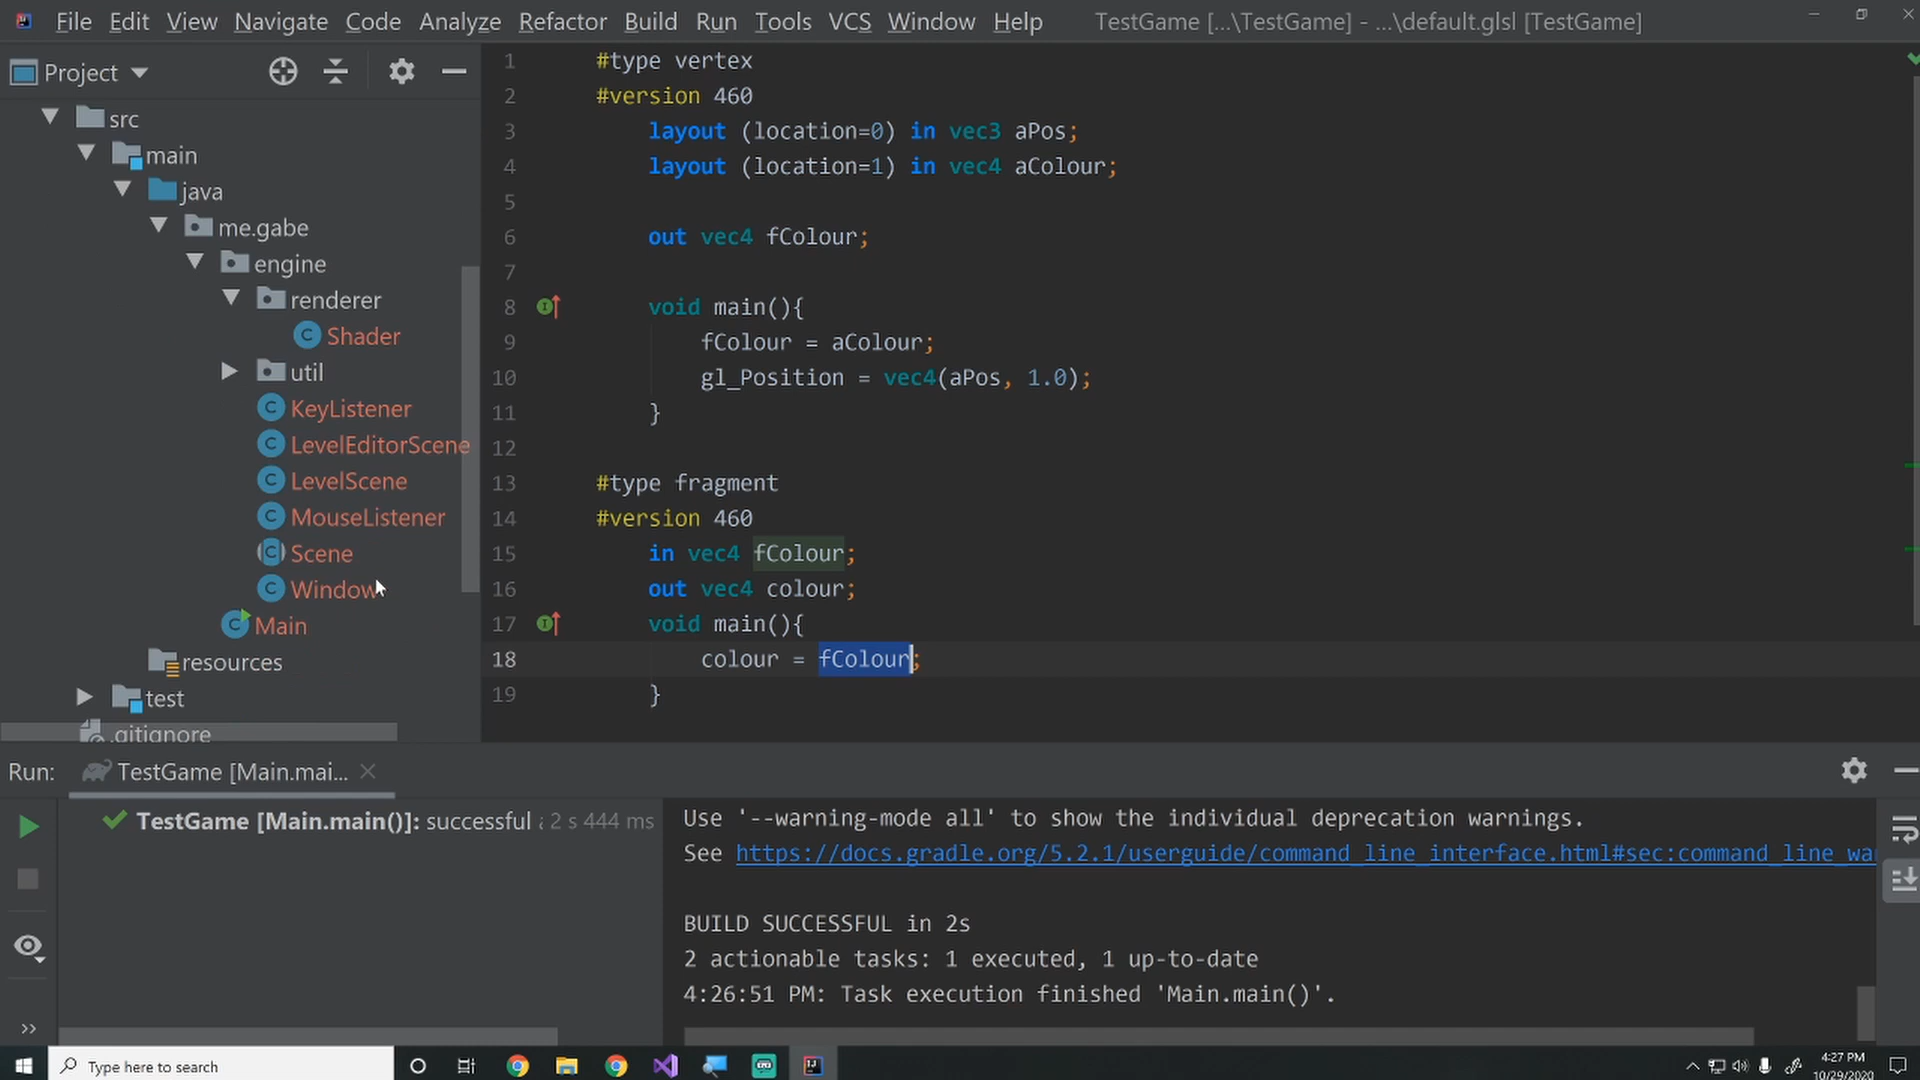 File Edit View Navigate Code Analyze Refactor Build Run Tools VCS Window Help TestGame [...\TestGame] - ...\default.glsl [TestGame]
Project
src
main
java
me.gabe
engine
renderer
Shader
util
KeyListener
LevelEditorScene
LevelScene
MouseListener
Scene
Window
Main
resources
test
.gitignore
1 #type vertex
2 #version 460
3 layout (location=0) in vec3 aPos;
4 layout (location=1) in vec4 aColour;
5
6 out vec4 fColour;
7
8 void main(){
9 fColour = aColour;
10 gl_Position = vec4(aPos, 1.0);
11 }
12
13 #type fragment
14 #version 460
15 in vec4 fColour;
16 out vec4 colour;
17 void main(){
18 colour = fColour;
19 }
Run: TestGame [Main.mai...
TestGame [Main.main()]: successful 2 s 444 ms
Use '--warning-mode all' to show the individual deprecation warnings.
See https://docs.gradle.org/5.2.1/userguide/command_line_interface.html#sec:command_line_wa
BUILD SUCCESSFUL in 2s
2 actionable tasks: 1 executed, 1 up-to-date
4:26:51 PM: Task execution finished 'Main.main()'.
Type here to search
4:27 PM
10/29/2020